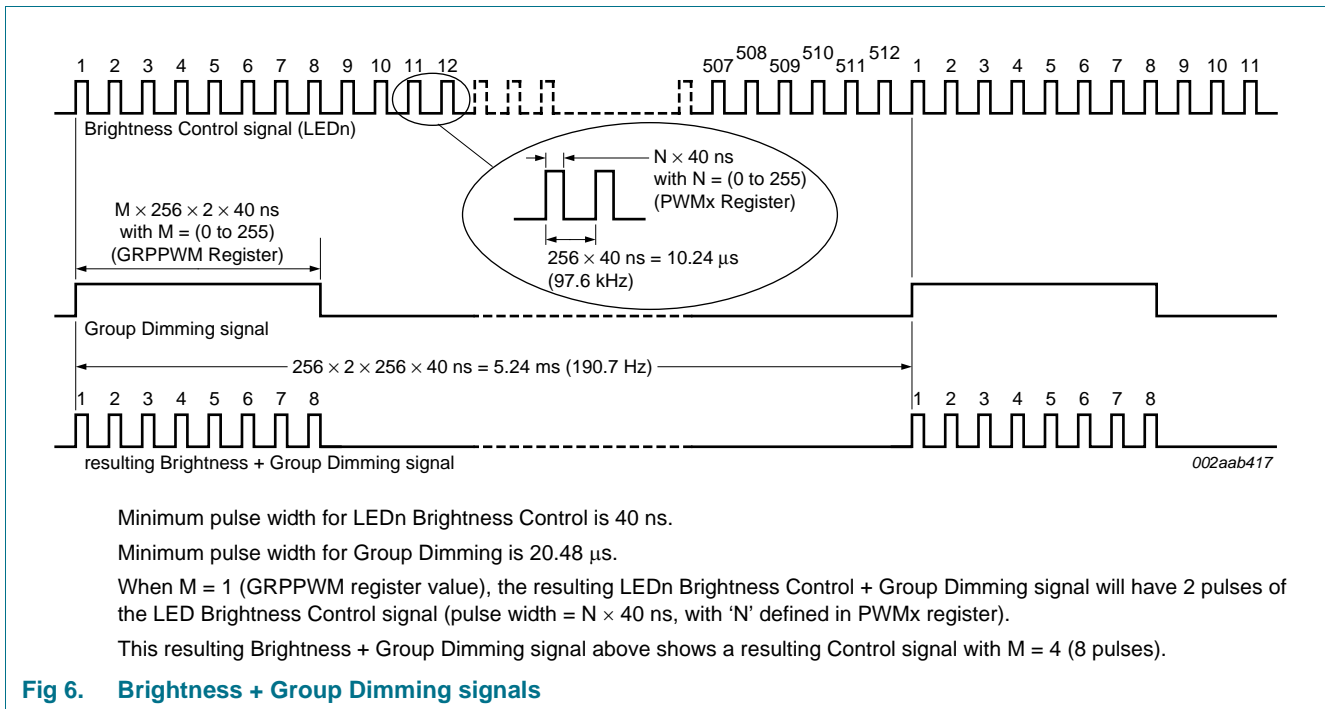 1 2 3 4 5 6 7 8 9 10 11 12 507 508 509 510 511 512 1 2 3 4 5 6 7 8 9 10 11
Brightness Control signal (LEDn)
N × 40 ns
with N = (0 to 255)
(PWMx Register)
M × 256 × 2 × 40 ns
with M = (0 to 255)
(GRPPWM Register)
256 × 40 ns = 10.24 μs
(97.6 kHz)
Group Dimming signal
256 × 2 × 256 × 40 ns = 5.24 ms (190.7 Hz)
1 2 3 4 5 6 7 8 1 2 3 4 5 6 7 8
resulting Brightness + Group Dimming signal
002aab417
Minimum pulse width for LEDn Brightness Control is 40 ns.
Minimum pulse width for Group Dimming is 20.48 μs.
When M = 1 (GRPPWM register value), the resulting LEDn Brightness Control + Group Dimming signal will have 2 pulses of
the LED Brightness Control signal (pulse width = N × 40 ns, with ‘N’ defined in PWMx register).
This resulting Brightness + Group Dimming signal above shows a resulting Control signal with M = 4 (8 pulses).
Fig 6. Brightness + Group Dimming signals